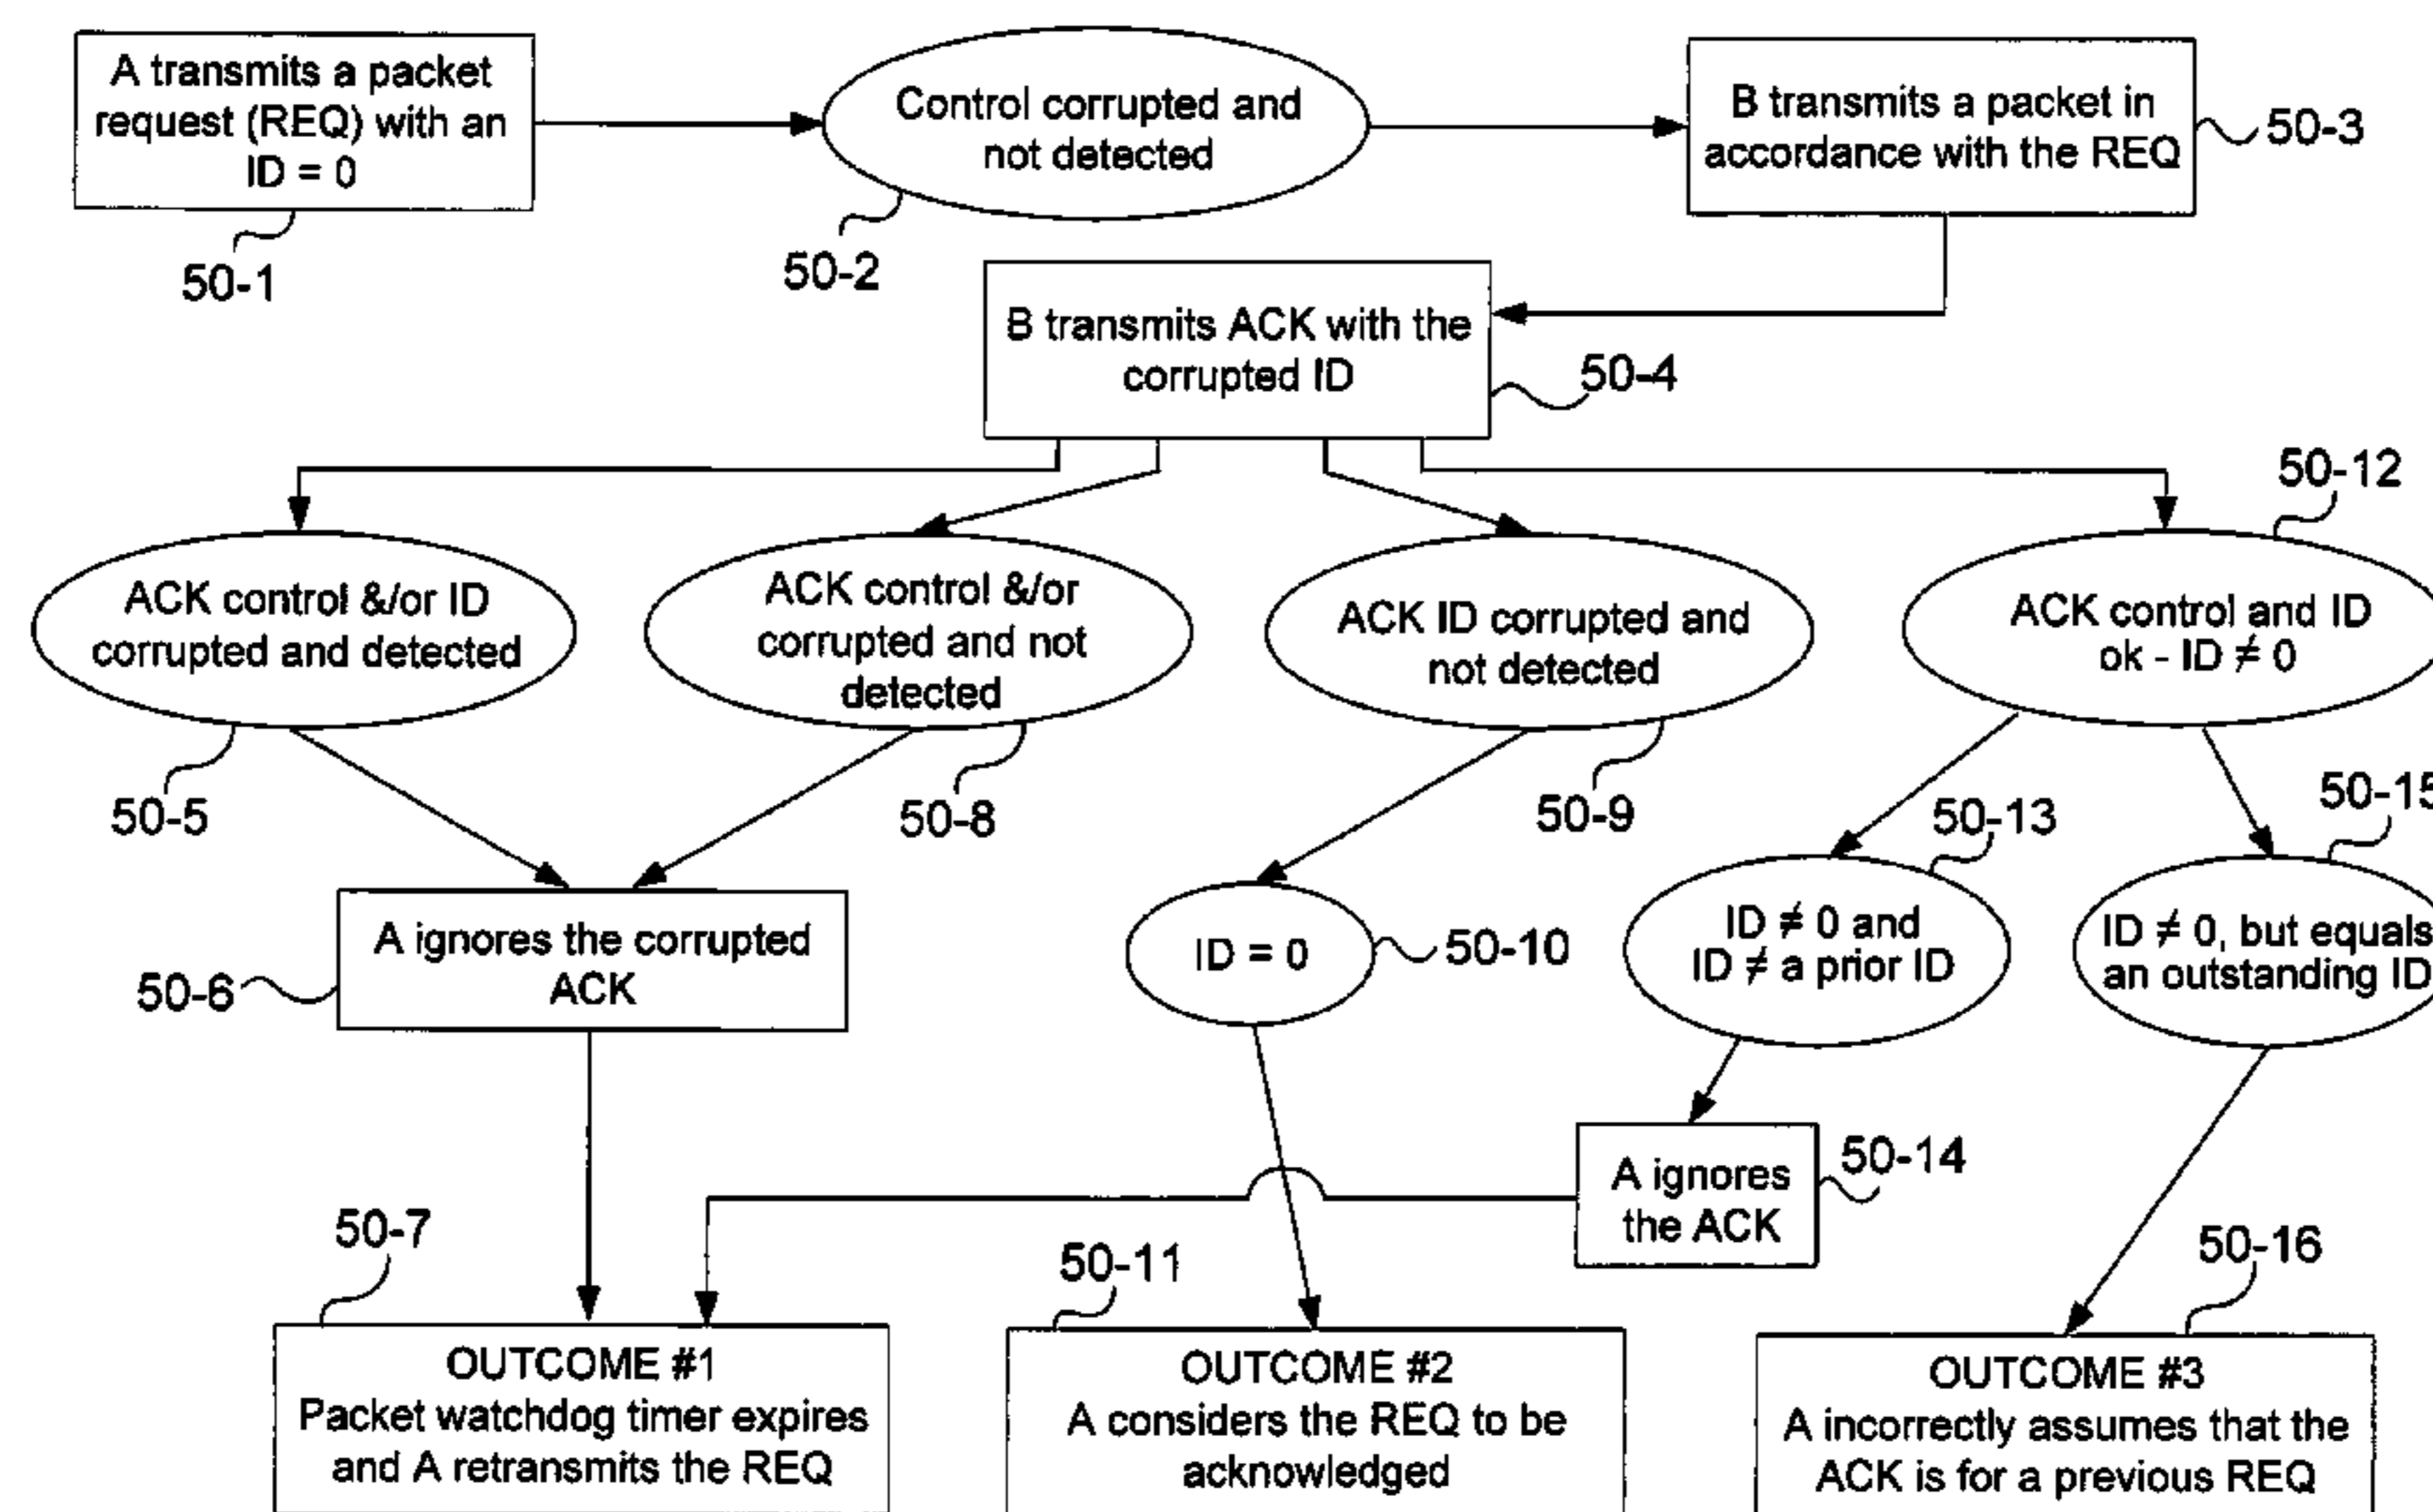 A transmits a packet
request (REQ) with an
ID = 0
50-1
Control corrupted and
not detected
50-2
B transmits a packet in
accordance with the REQ
50-3
B transmits ACK with the
corrupted ID
50-4
ACK control &/or ID
corrupted and detected
50-5
ACK control &/or
corrupted and not
detected
50-8
ACK ID corrupted and
not detected
50-9
50-12
ACK control and ID
ok - ID ≠ 0
A ignores the corrupted
ACK
50-6
ID = 0
50-10
50-13
ID ≠ 0 and
ID ≠ a prior ID
50-15
ID ≠ 0, but equals
an outstanding ID
A ignores
the ACK
50-14
50-7
OUTCOME #1
Packet watchdog timer expires
and A retransmits the REQ
50-11
OUTCOME #2
A considers the REQ to be
acknowledged
50-16
OUTCOME #3
A incorrectly assumes that the
ACK is for a previous REQ